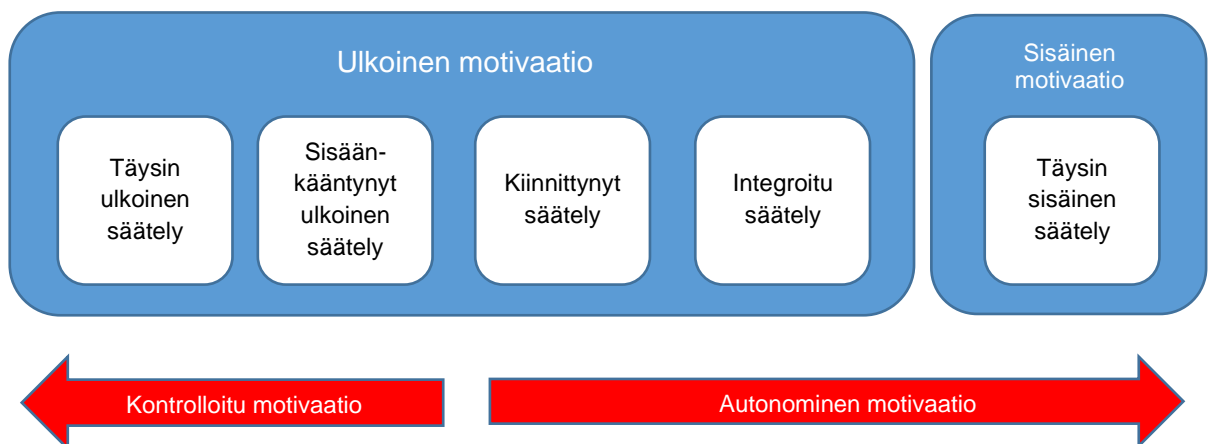 Ulkoinen motivaatio
Sisäinen
motivaatio
Täysin
ulkoinen
säätely
Sisään-
kääntynyt
ulkoinen
säätely
Kiinnittynyt
säätely
Integroitu
säätely
Täysin
sisäinen
säätely
Kontrolloitu motivaatio
Autonominen motivaatio